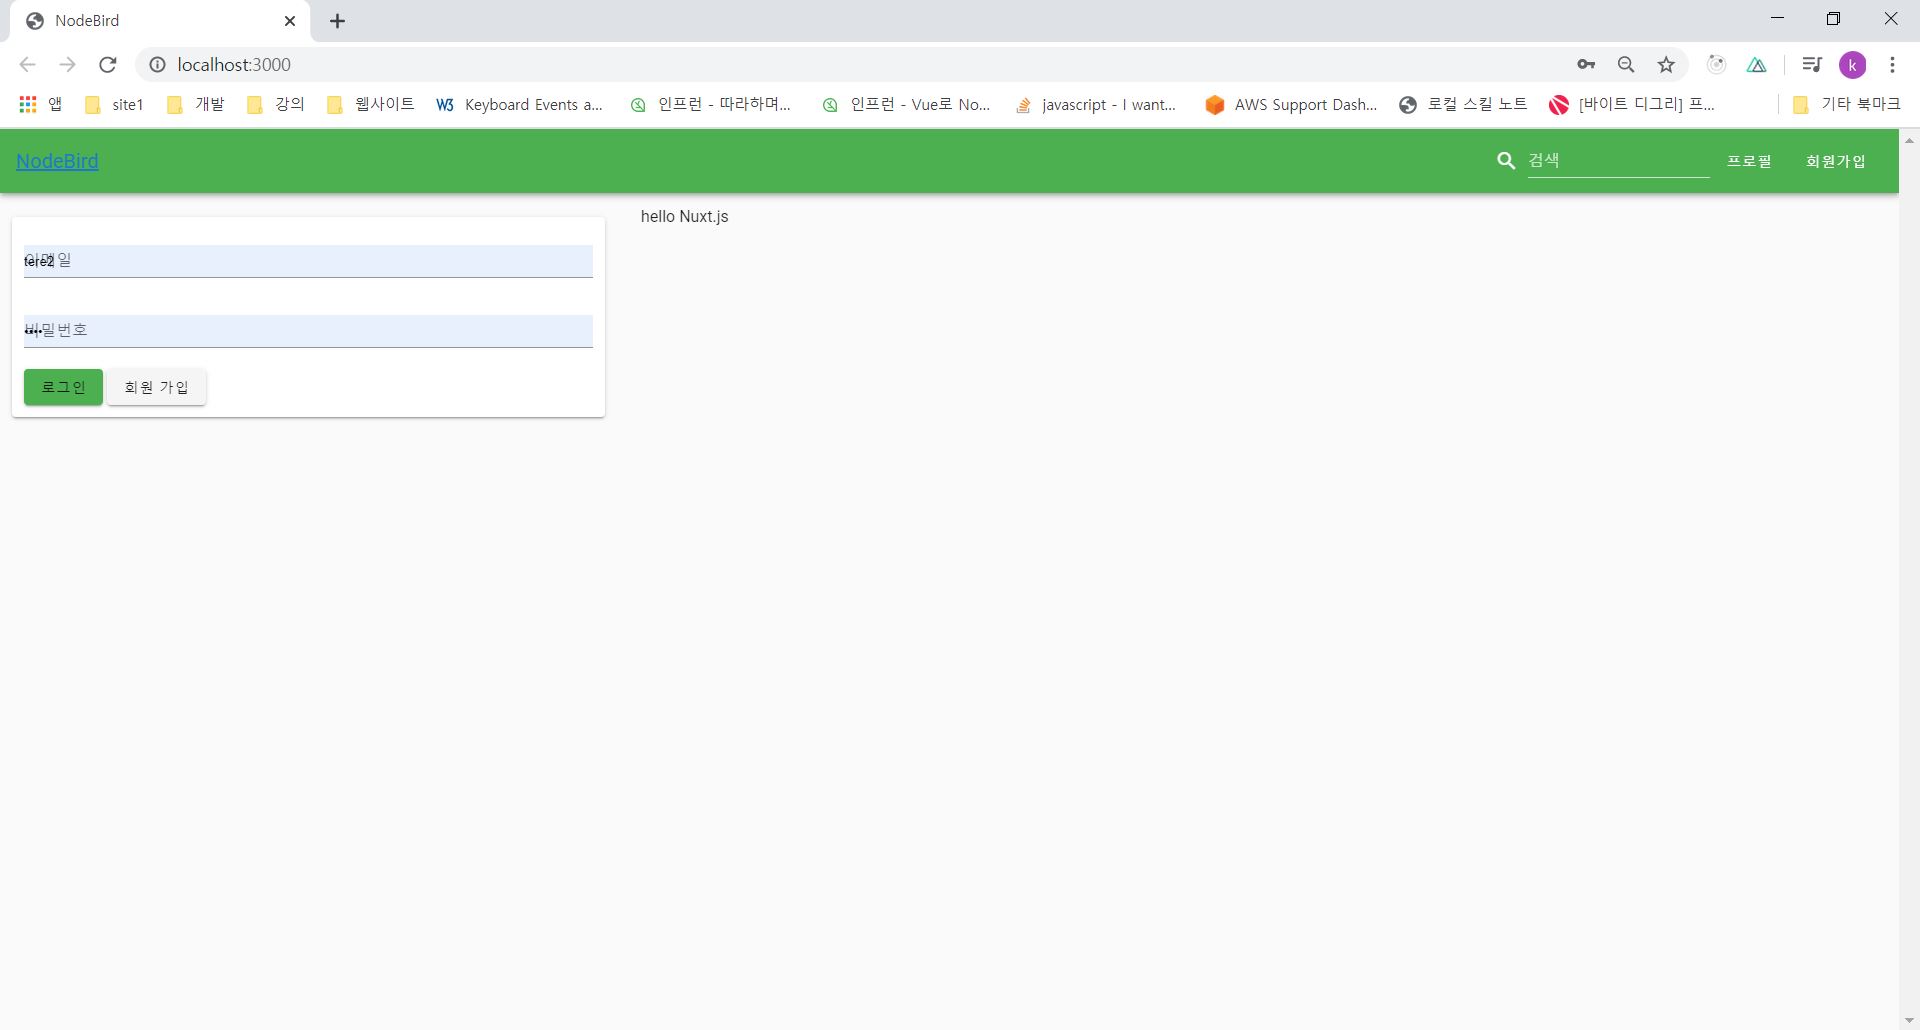 NodeBird
localhost:3000
k
앱 site1 개발 강의 웹사이트 W3 Keyboard Events a... 인프런 - 따라하며... 인프런 - Vue로 No... javascript - I want... AWS Support Dash... 로컬 스킬 노트 [바이트 디그리] 프... 기타 북마크
NodeBird 검색 프로필 회원가입
hello Nuxt.js
이메일
tere2
비밀번호
로그인 회원 가입